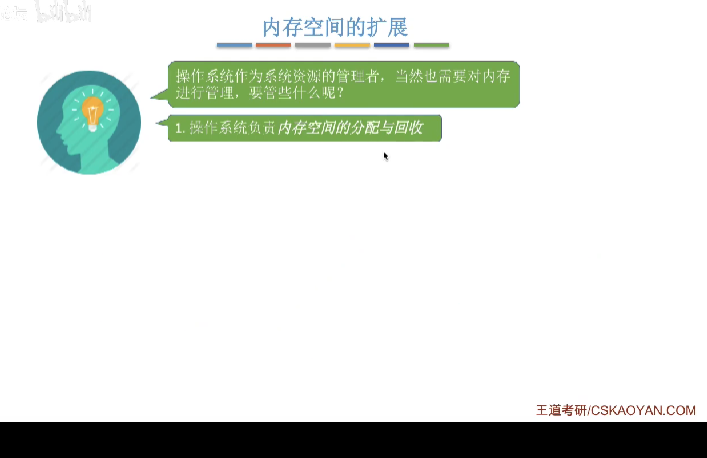 内存空间的扩展
操作系统作为系统资源的管理者，当然也需要对内存
进行管理，要管些什么呢？
1. 操作系统负责内存空间的分配与回收
王道考研/CSKAOYAN.COM